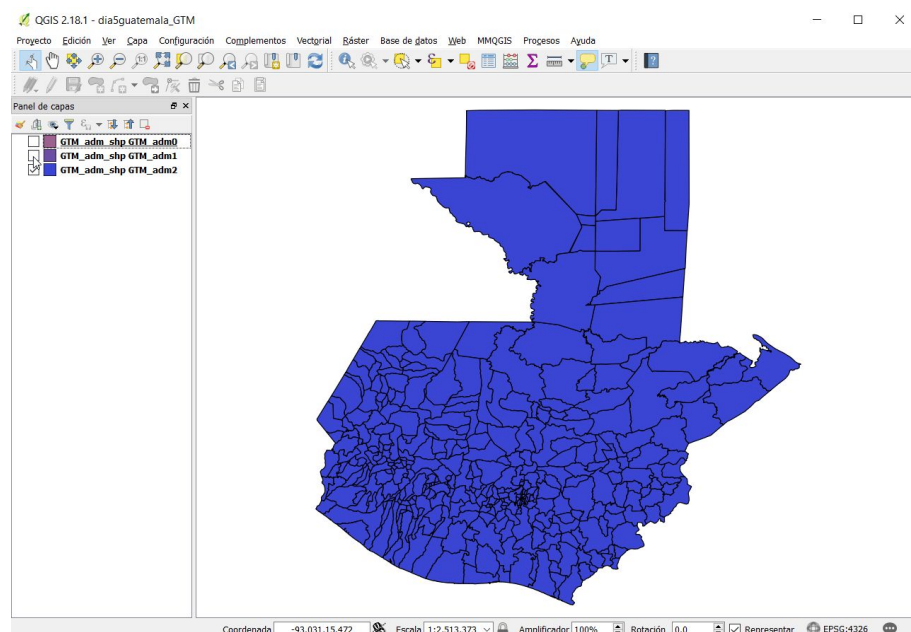 QGIS 2.18.1 - dia5guatemala_GTM
Proyecto Edición Ver Capa Configuración Complementos Vectorial Ráster Base de datos Web MMQGIS Procesos Ayuda
Panel de capas
GTM_adm_shp GTM_adm0
GTM_adm_shp GTM_adm1
GTM_adm_shp GTM_adm2
Coordenada -93.031,15.472 Escala 1:2.513.373 Amplificador 100% Rotación 0,0 Representar EPSG:4326